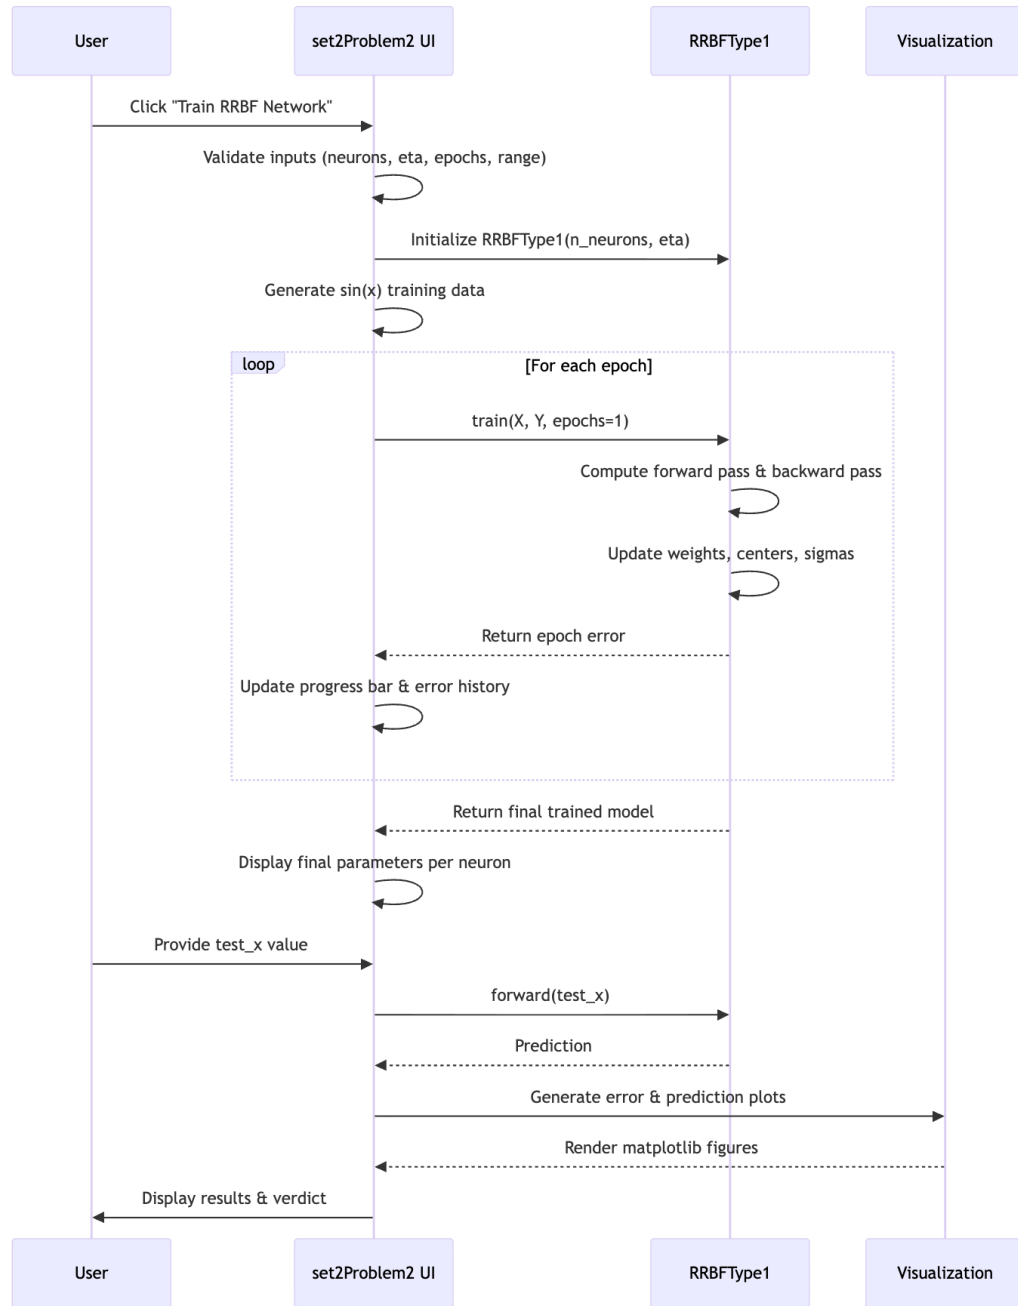 User
set2Problem2 UI
RRBFType1
Visualization
Click "Train RRBF Network"
Validate inputs (neurons, eta, epochs, range)
Initialize RRBFType1(n_neurons, eta)
Generate sin(x) training data
loop
[For each epoch]
train(X, Y, epochs=1)
Compute forward pass & backward pass
Update weights, centers, sigmas
Return epoch error
Update progress bar & error history
Return final trained model
Display final parameters per neuron
Provide test_x value
forward(test_x)
Prediction
Generate error & prediction plots
Render matplotlib figures
Display results & verdict
User
set2Problem2 UI
RRBFType1
Visualization